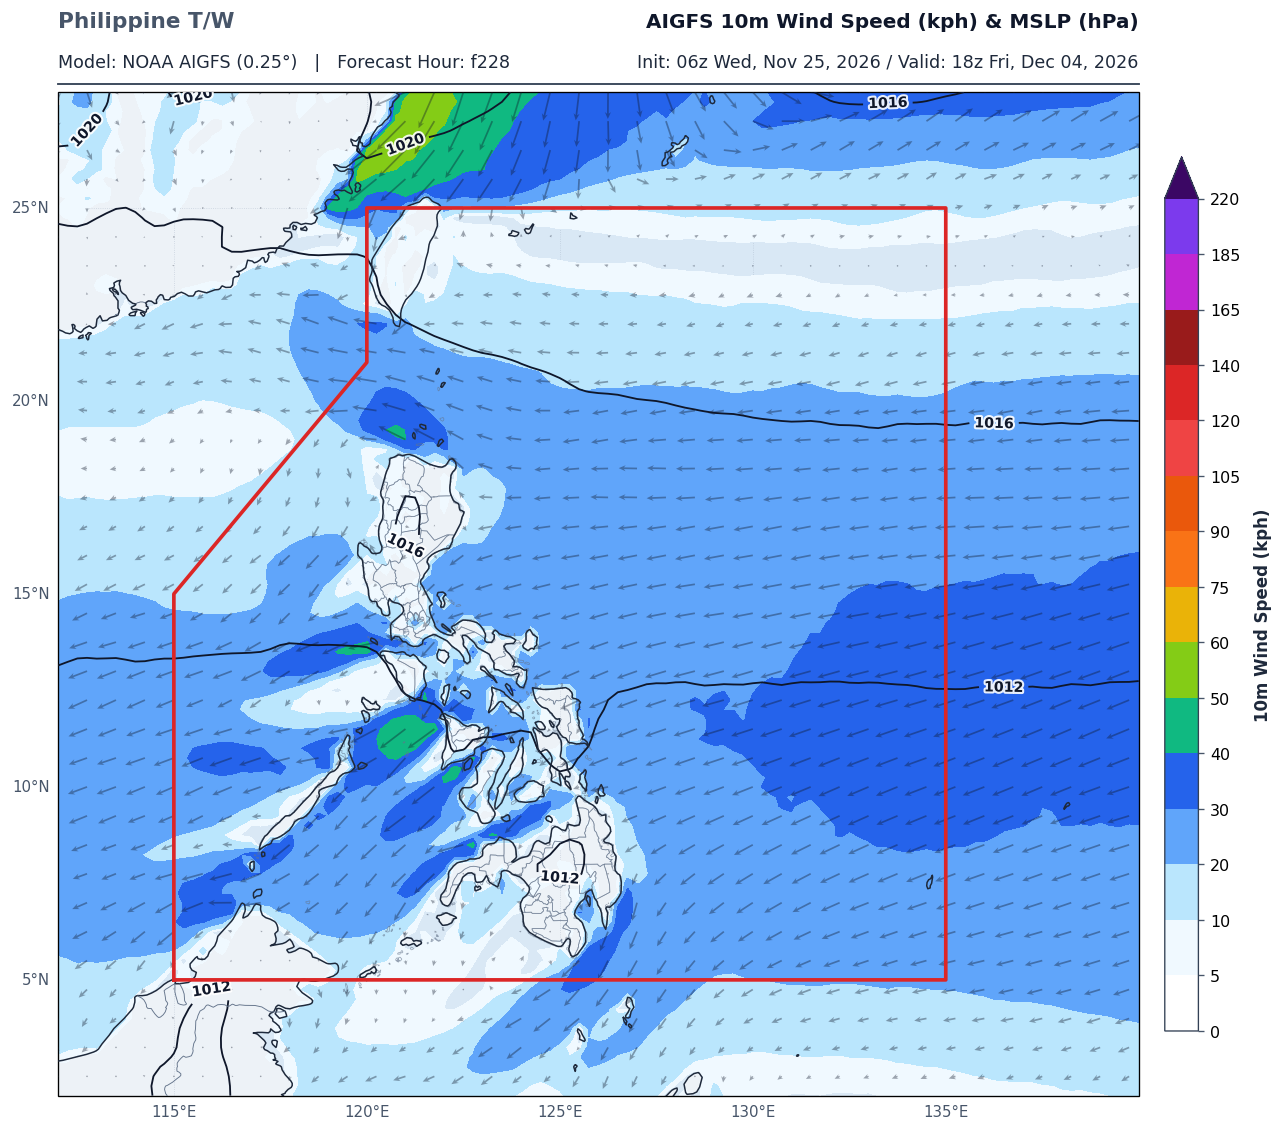 Philippine T/W
AIGFS 10m Wind Speed (kph) & MSLP (hPa)
Model: NOAA AIGFS (0.25°) | Forecast Hour: f228
Init: 06z Wed, Nov 25, 2026 / Valid: 18z Fri, Dec 04, 2026
1020
1020
1020
1016
1016
1016
1012
1012
1012
25°N
20°N
15°N
10°N
5°N
115°E
120°E
125°E
130°E
135°E
220
185
165
140
120
105
90
75
60
50
40
30
20
10
5
0
10m Wind Speed (kph)